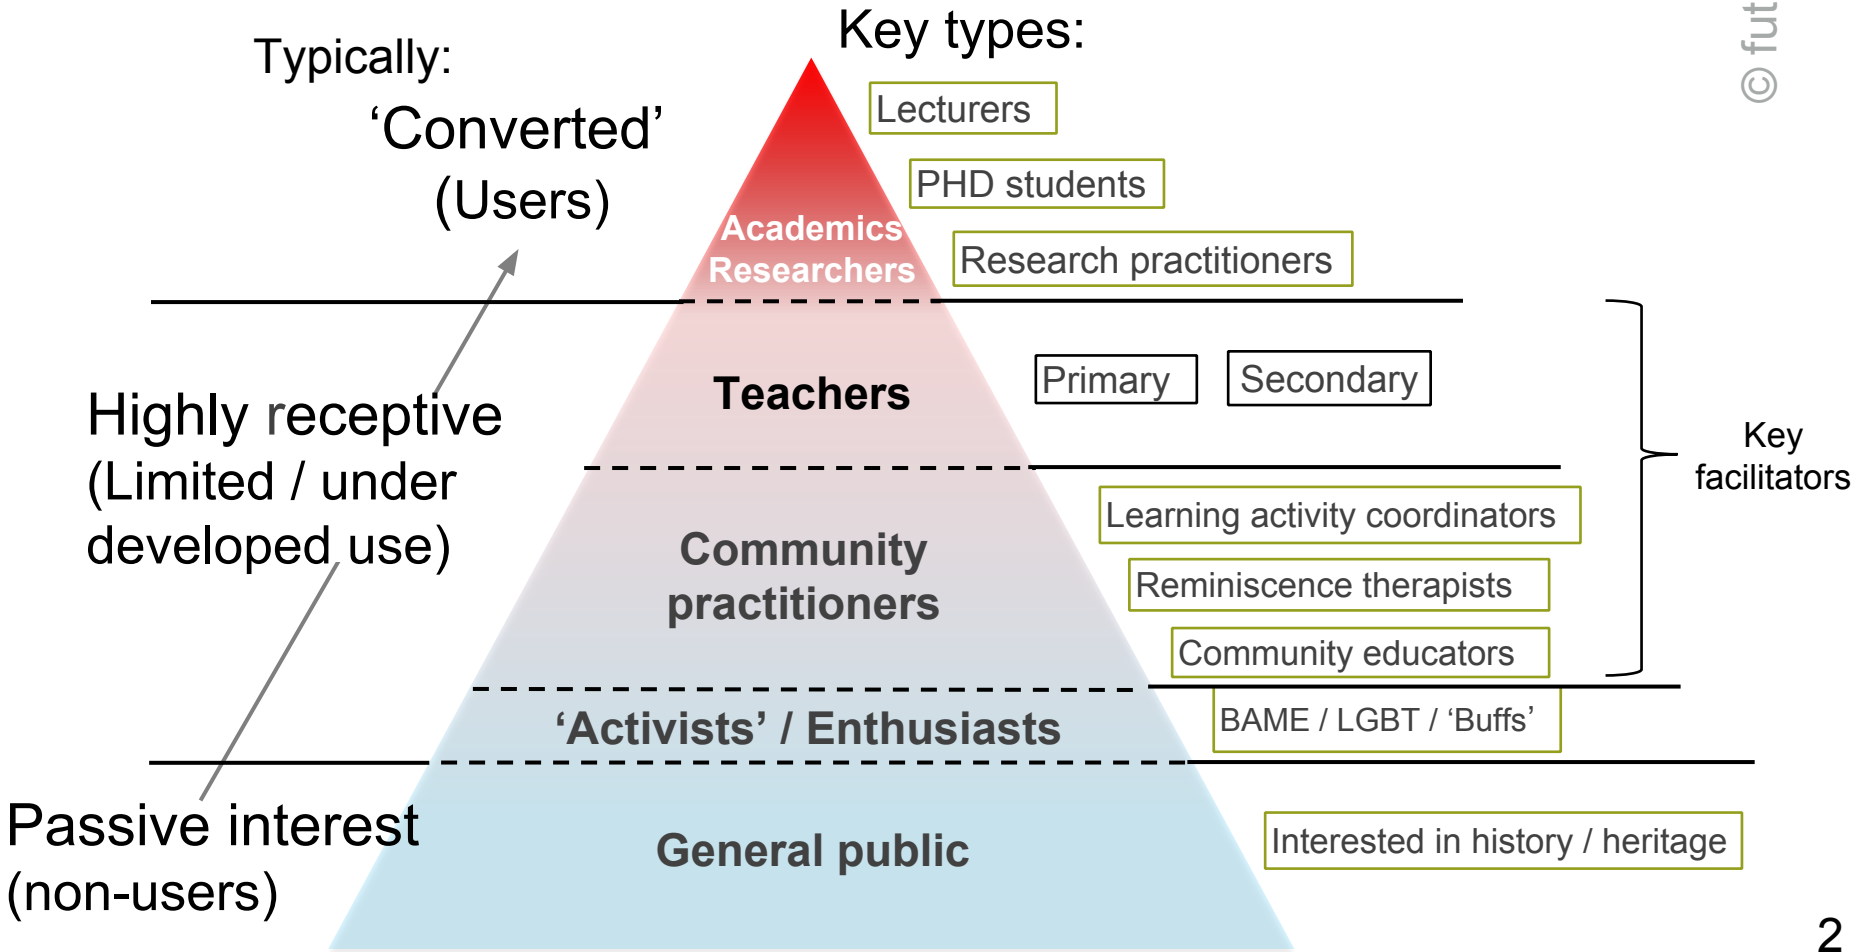 Key types:
Typically:
‘Converted’
(Users)
Lecturers
PHD students
Academics
Researchers
Research practitioners
Highly receptive
(Limited / under
developed use)
Teachers
Primary
Secondary
Key
facilitators
Community
practitioners
Learning activity coordinators
Reminiscence therapists
Community educators
‘Activists’ / Enthusiasts
BAME / LGBT / ‘Buffs’
Passive interest
(non-users)
General public
Interested in history / heritage
©
2